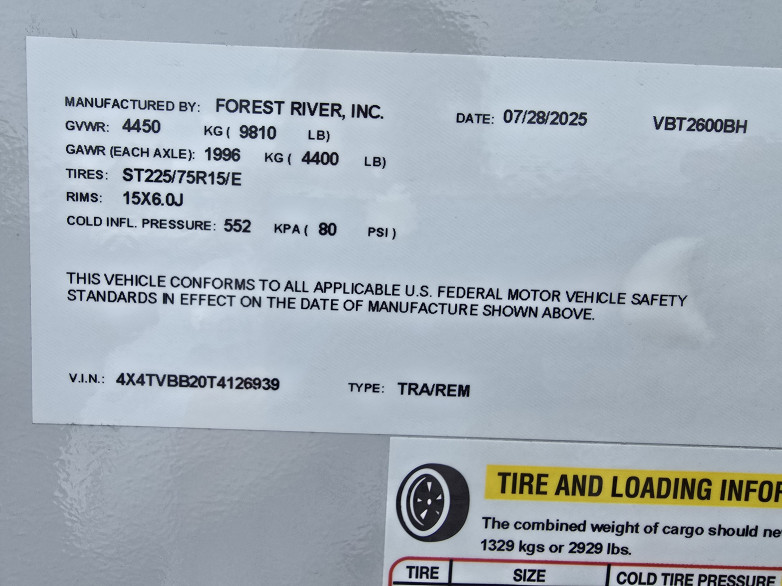 MANUFACTURED BY: FOREST RIVER, INC. DATE: 07/28/2025 VBT2600BH
GVWR: 4450 KG ( 9810 LB)
GAWR (EACH AXLE): 1996 KG ( 4400 LB)
TIRES: ST225/75R15/E
RIMS: 15X6.0J
COLD INFL. PRESSURE: 552 KPA ( 80 PSI )
THIS VEHICLE CONFORMS TO ALL APPLICABLE U.S. FEDERAL MOTOR VEHICLE SAFETY
STANDARDS IN EFFECT ON THE DATE OF MANUFACTURE SHOWN ABOVE.
V.I.N.: 4X4TVBB20T4126939 TYPE: TRA/REM
TIRE AND LOADING INFOR
The combined weight of cargo should ne
1329 kgs or 2929 lbs.
TIRE SIZE COLD TIRE PRESSURE